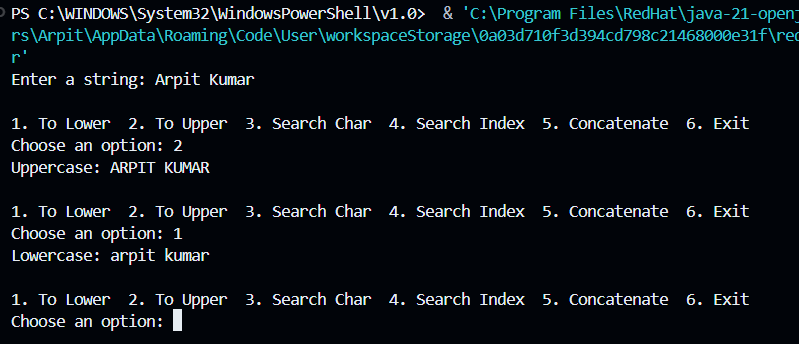 PS C:\WINDOWS\System32\WindowsPowerShell\v1.0>  & 'C:\Program Files\RedHat\java-21-openj
rs\Arpit\AppData\Roaming\Code\User\workspaceStorage\0a03d710f3d394cd798c21468000e31f\red
r'
Enter a string: Arpit Kumar
1. To Lower  2. To Upper  3. Search Char  4. Search Index  5. Concatenate  6. Exit
Choose an option: 2
Uppercase: ARPIT KUMAR
1. To Lower  2. To Upper  3. Search Char  4. Search Index  5. Concatenate  6. Exit
Choose an option: 1
Lowercase: arpit kumar
1. To Lower  2. To Upper  3. Search Char  4. Search Index  5. Concatenate  6. Exit
Choose an option: